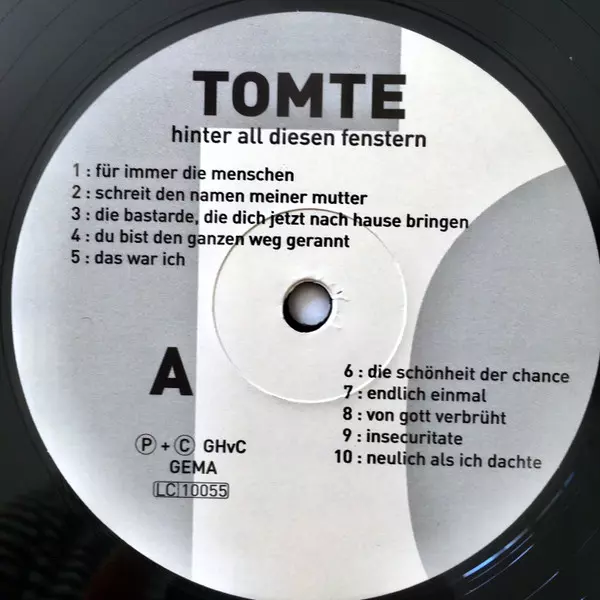 TOMTE
hinter all diesen fenstern
1 : für immer die menschen
2 : schreit den namen meiner mutter
3 : die bastarde, die dich jetzt nach hause bringen
4 : du bist den ganzen weg gerannt
5 : das war ich
A
6 : die schönheit der chance
7 : endlich einmal
8 : von gott verbrüht
9 : insecuritate
10 : neulich als ich dachte
Ⓟ + Ⓒ GHvC
GEMA
LC 10055